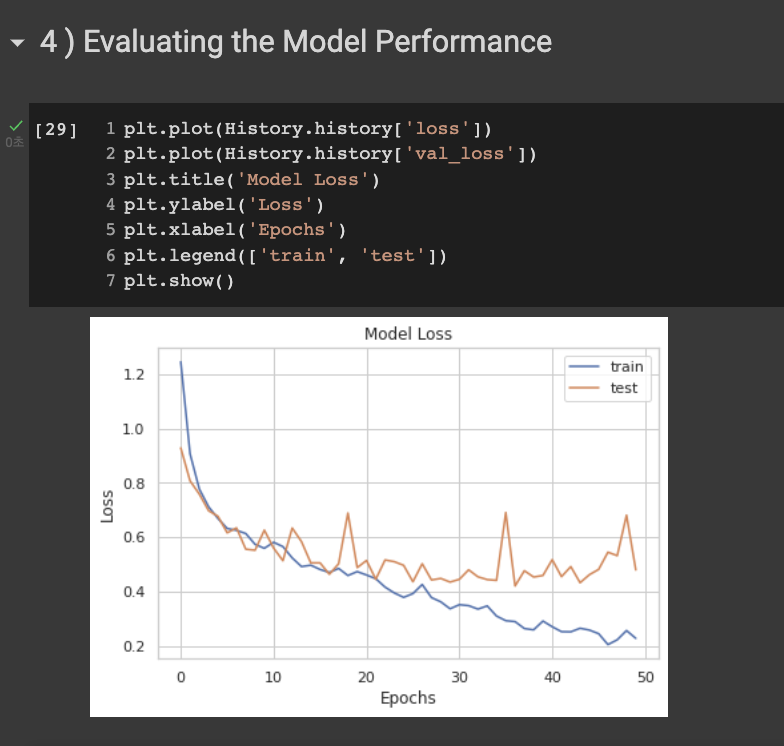 4 ) Evaluating the Model Performance
[29]
0초
1 plt.plot(History.history['loss'])
2 plt.plot(History.history['val_loss'])
3 plt.title('Model Loss')
4 plt.ylabel('Loss')
5 plt.xlabel('Epochs')
6 plt.legend(['train', 'test'])
7 plt.show()
Model Loss
train
test
1.2
1.0
0.8
0.6
0.4
0.2
Loss
0 10 20 30 40 50
Epochs